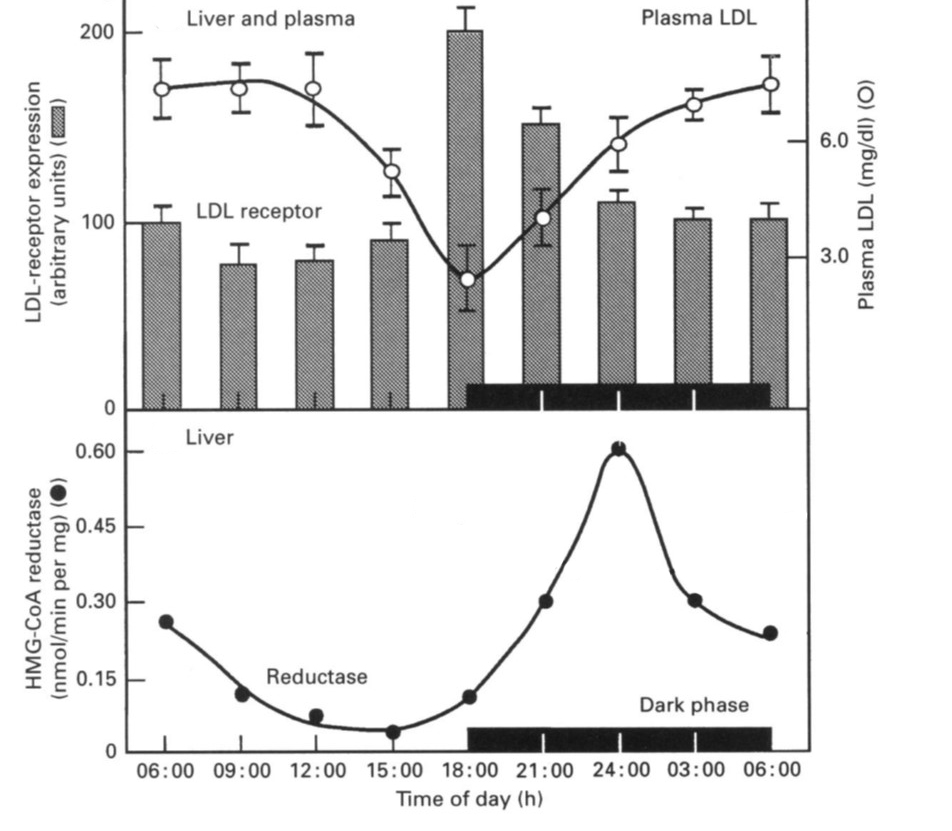 Liver and plasma
Plasma LDL
200
100
0
LDL-receptor expression
(arbitrary units) ( )
LDL receptor
6.0
3.0
Plasma LDL (mg/dl) (O)
Liver
0.60
0.45
0.30
0.15
0
HMG-CoA reductase
(nmol/min per mg) (●)
Reductase
Dark phase
06:00 09:00 12:00 15:00 18:00 21:00 24:00 03:00 06:00
Time of day (h)